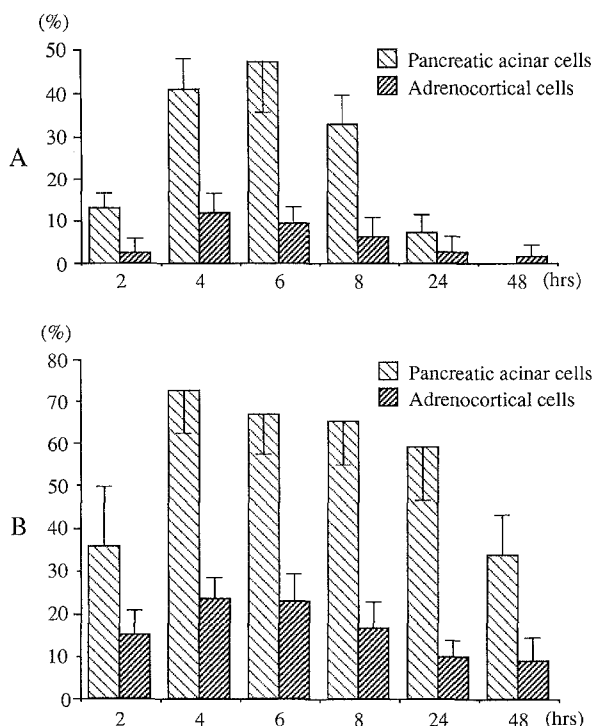 (%)
50
40
30
20
10
0
A
Pancreatic acinar cells
Adrenocortical cells
2 4 6 8 24 48 (hrs)
(%)
80
70
60
50
40
30
20
10
0
B
Pancreatic acinar cells
Adrenocortical cells
2 4 6 8 24 48 (hrs)